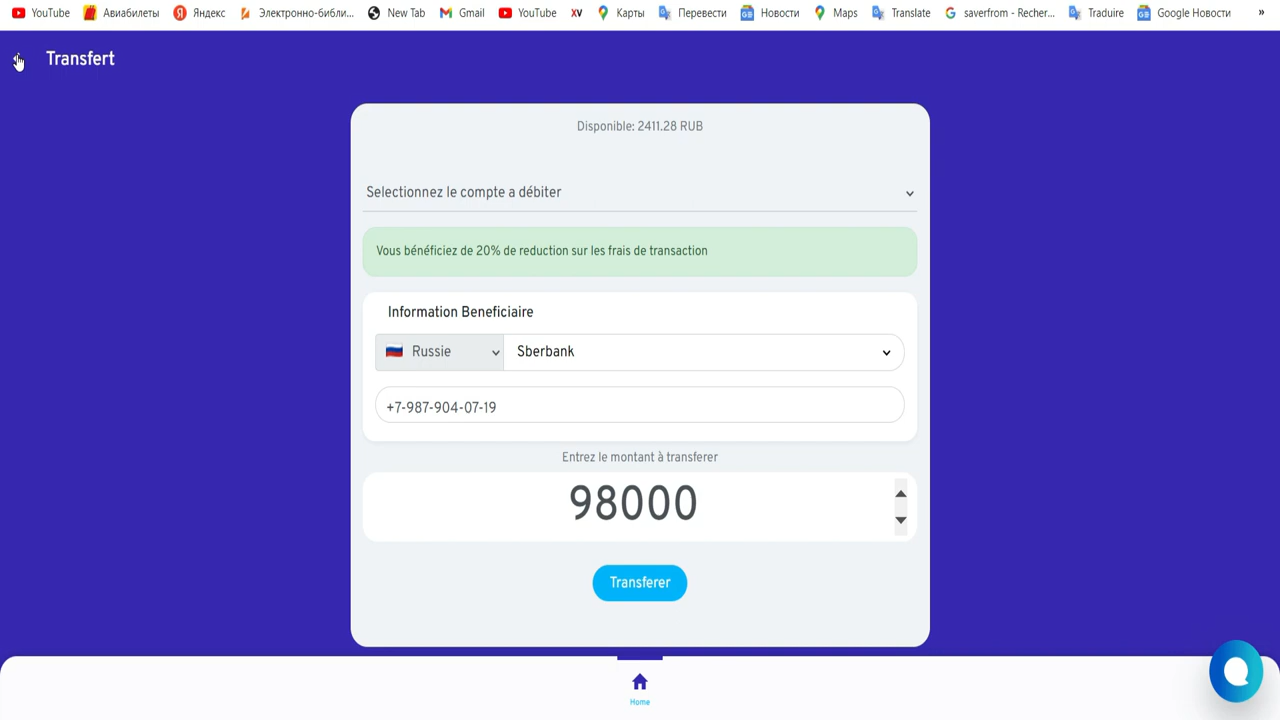 YouTube Авиабилеты Яндекс Электронно-библи... New Tab Gmail YouTube XV Карты Перевести Новости Maps Translate saverfrom - Recher... Traduire Google Новости »
Transfert
Disponible: 2411.28 RUB
Selectionnez le compte a débiter
Vous bénéficiez de 20% de reduction sur les frais de transaction
Information Beneficiaire
Russie Sberbank
+7-987-904-07-19
Entrez le montant à transferer
98000
Transferer
Home